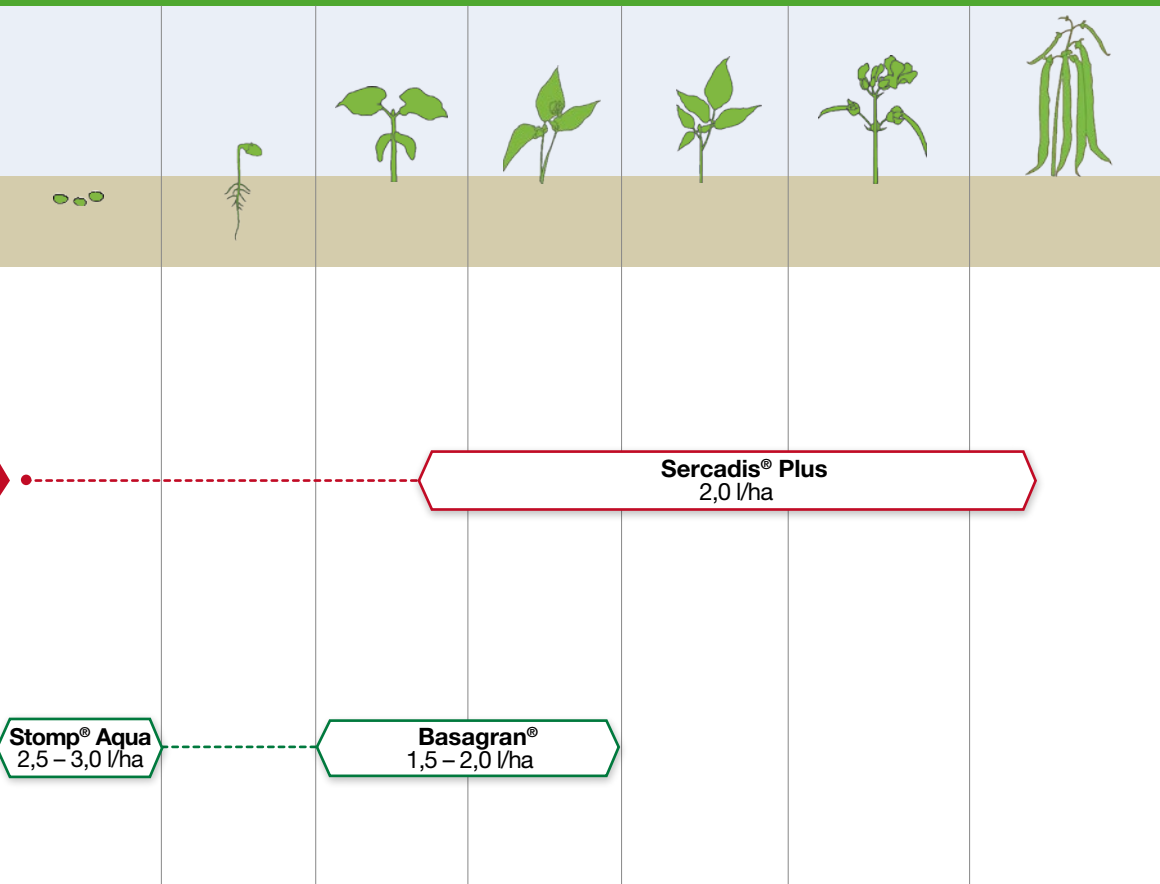 Sercadis® Plus
2,0 l/ha
Stomp® Aqua
2,5 – 3,0 l/ha
Basagran®
1,5 – 2,0 l/ha